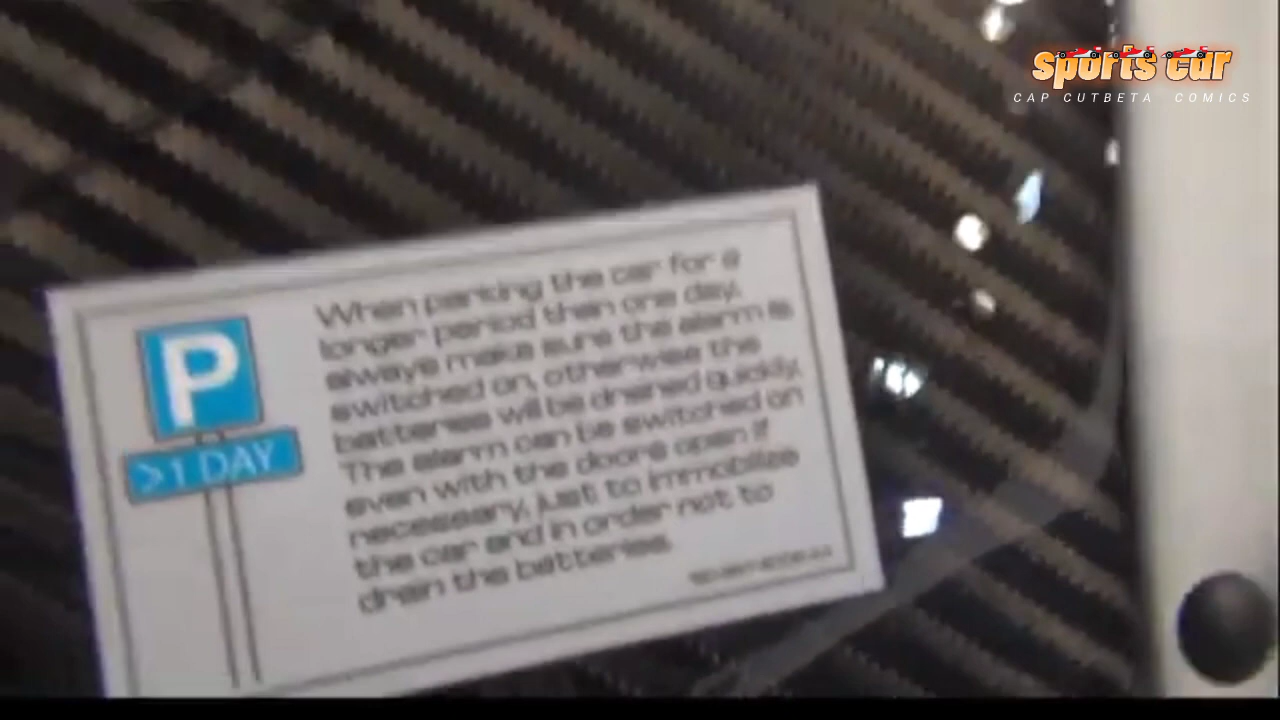 sports car
CAP CUTBETA COMICS
P
>1 DAY
When parking the car for a
longer period than one day,
always make sure the alarm is
switched on, otherwise the
batteries will be drained quickly.
The alarm can be switched on
even with the doors open if
necessary, just to immobilize
the car and in order not to
drain the batteries.